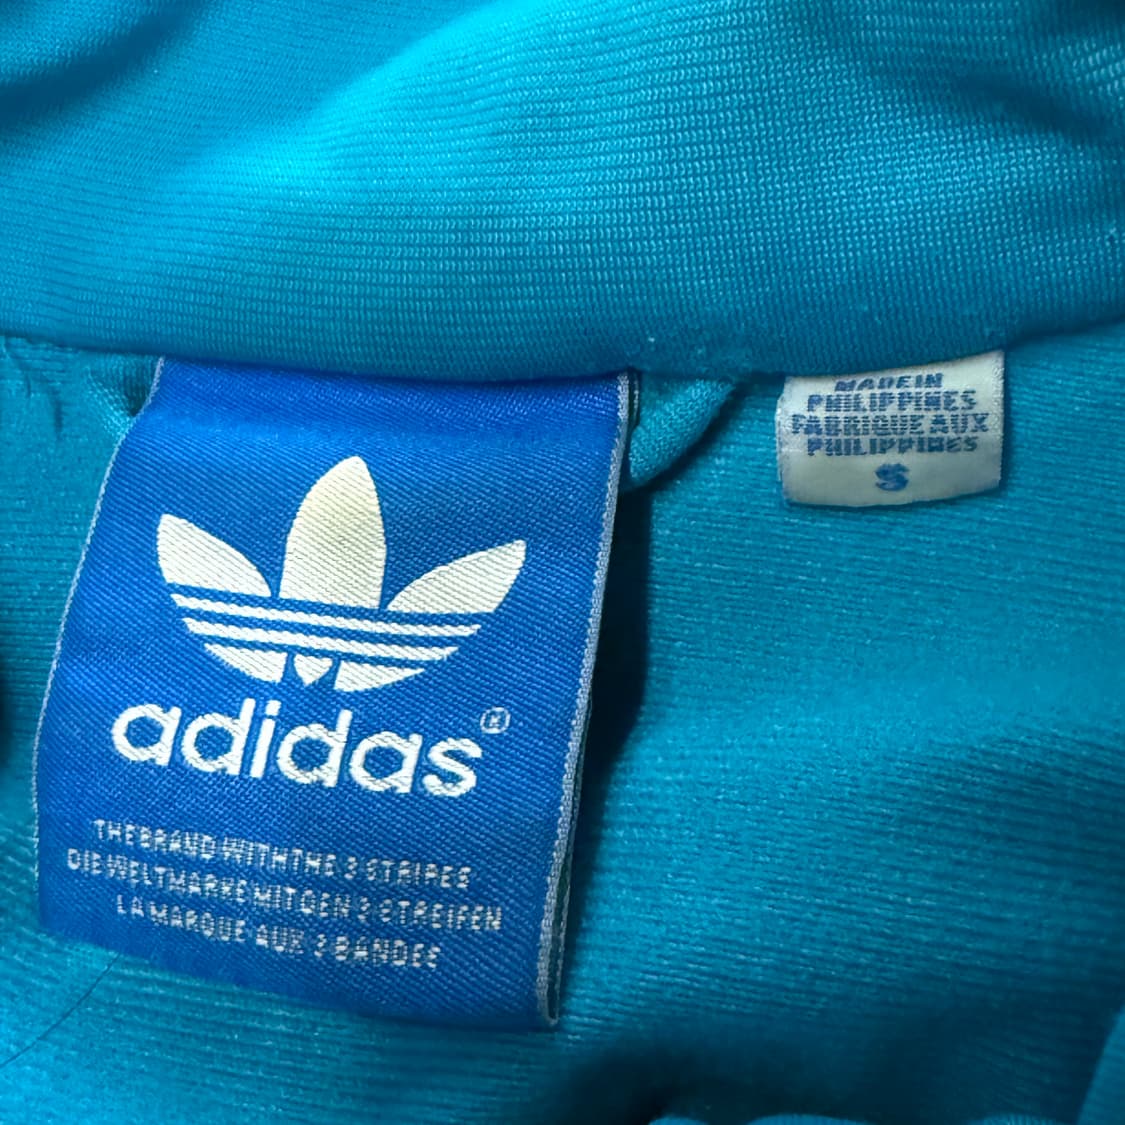 adidas®
THE BRAND WITH THE 3 STRIPES
DIE WELTMARKE MIT DEN 3 STREIFEN
LA MARQUE AUX 3 BANDES
MADE IN
PHILIPPINES
FABRIQUE AUX
PHILIPPINES
S